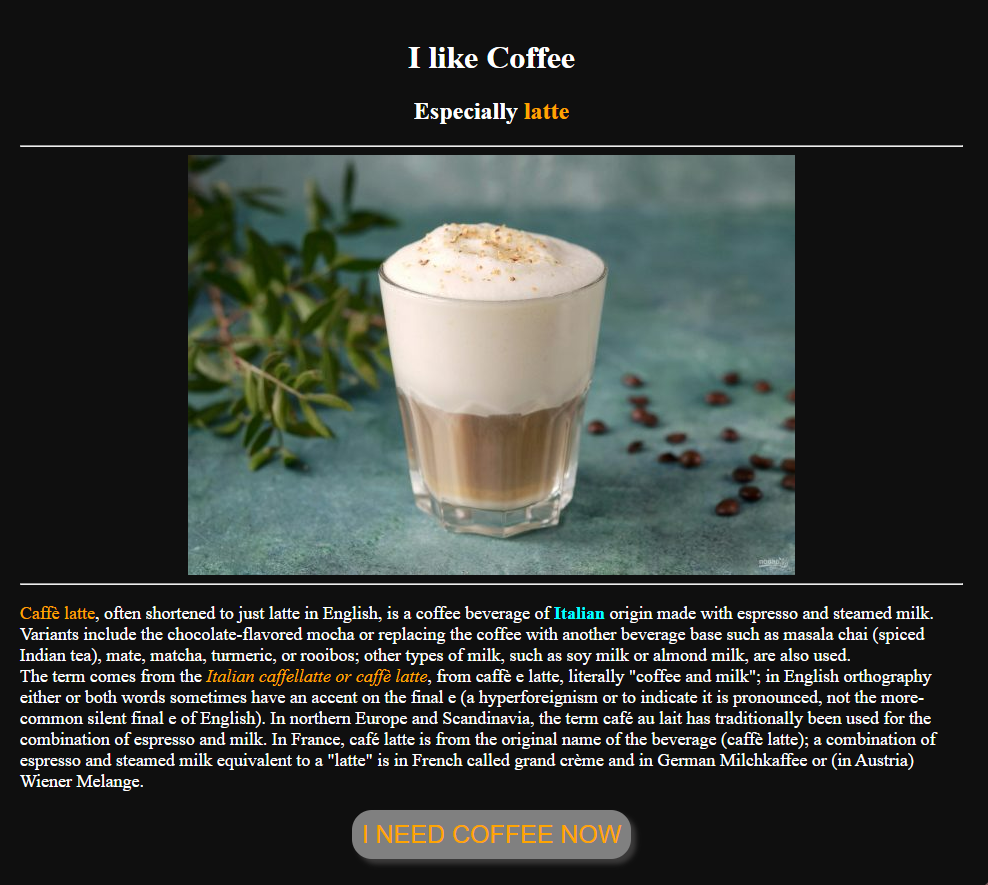 I like Coffee
Especially latte
Caffè latte, often shortened to just latte in English, is a coffee beverage of Italian origin made with espresso and steamed milk.
Variants include the chocolate-flavored mocha or replacing the coffee with another beverage base such as masala chai (spiced
Indian tea), mate, matcha, turmeric, or rooibos; other types of milk, such as soy milk or almond milk, are also used.
The term comes from the Italian caffellatte or caffè latte, from caffè e latte, literally "coffee and milk"; in English orthography
either or both words sometimes have an accent on the final e (a hyperforeignism or to indicate it is pronounced, not the more-
common silent final e of English). In northern Europe and Scandinavia, the term café au lait has traditionally been used for the
combination of espresso and milk. In France, café latte is from the original name of the beverage (caffè latte); a combination of
espresso and steamed milk equivalent to a "latte" is in French called grand crème and in German Milchkaffee or (in Austria)
Wiener Melange.
I NEED COFFEE NOW